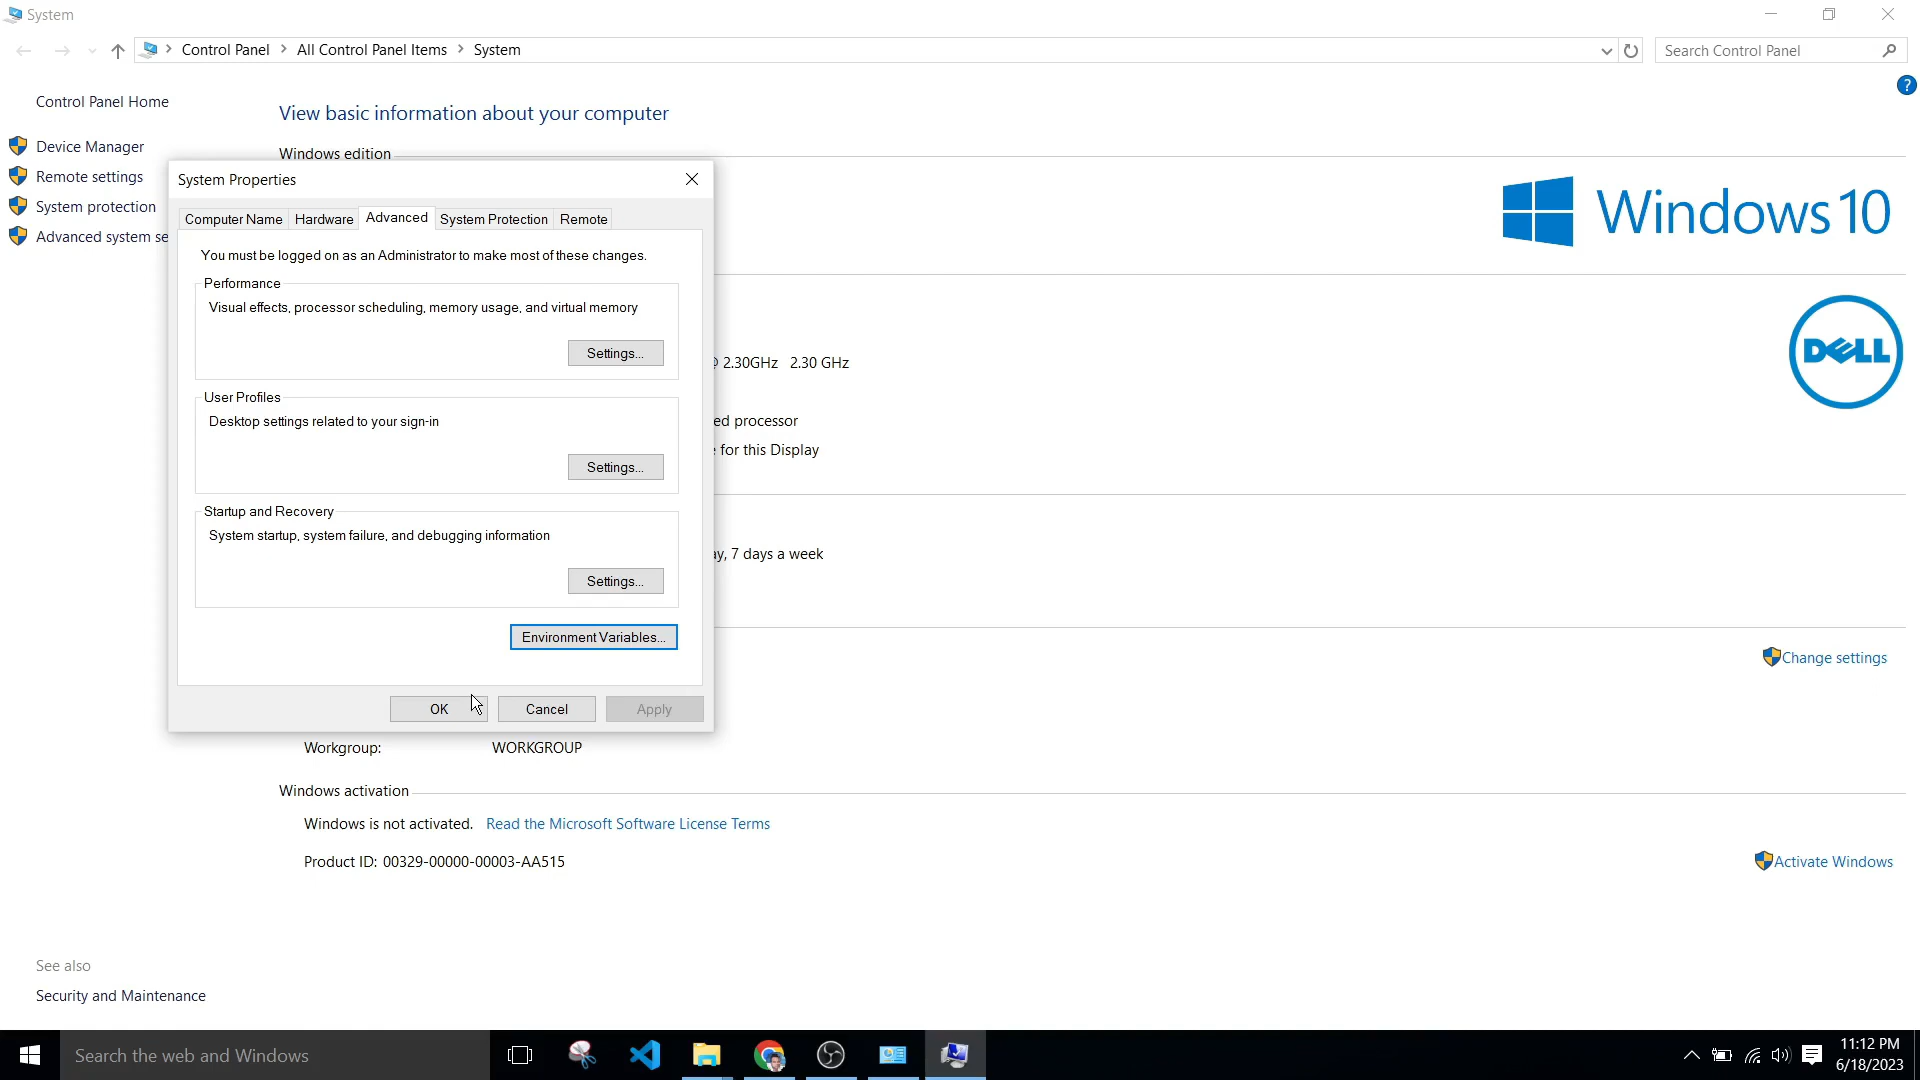 System
Control Panel > All Control Panel Items > System
Search Control Panel
Control Panel Home
View basic information about your computer
Device Manager
Windows edition
Remote settings
System protection
Advanced system se
Windows 10
System Properties
Computer Name
Hardware
Advanced
System Protection
Remote
You must be logged on as an Administrator to make most of these changes.
Performance
Visual effects, processor scheduling, memory usage, and virtual memory
Settings...
User Profiles
Desktop settings related to your sign-in
Settings...
Startup and Recovery
System startup, system failure, and debugging information
Settings...
Environment Variables...
OK
Cancel
Apply
DELL
2.30GHz 2.30 GHz
ed processor
for this Display
ay, 7 days a week
Change settings
Workgroup: WORKGROUP
Windows activation
Windows is not activated. Read the Microsoft Software License Terms
Product ID: 00329-00000-00003-AA515
Activate Windows
See also
Security and Maintenance
Search the web and Windows
11:12 PM
6/18/2023